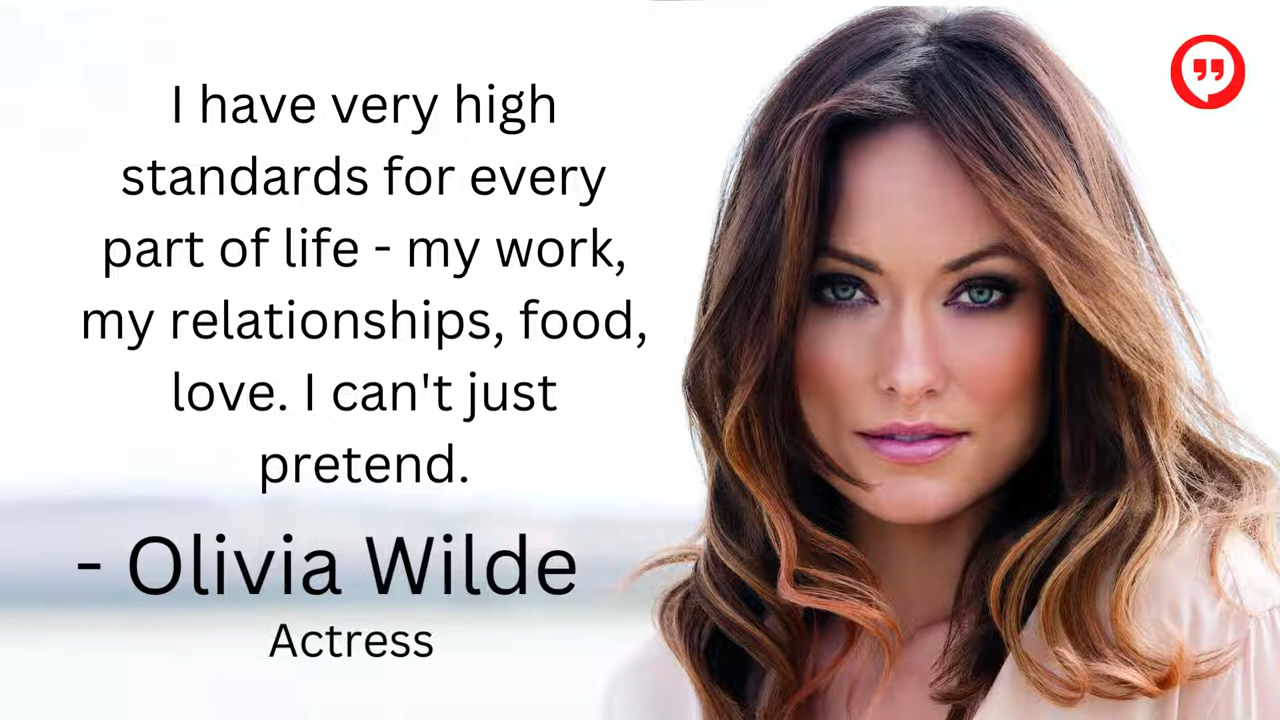 I have very high
standards for every
part of life - my work,
my relationships, food,
love. I can't just
pretend.
- Olivia Wilde
Actress